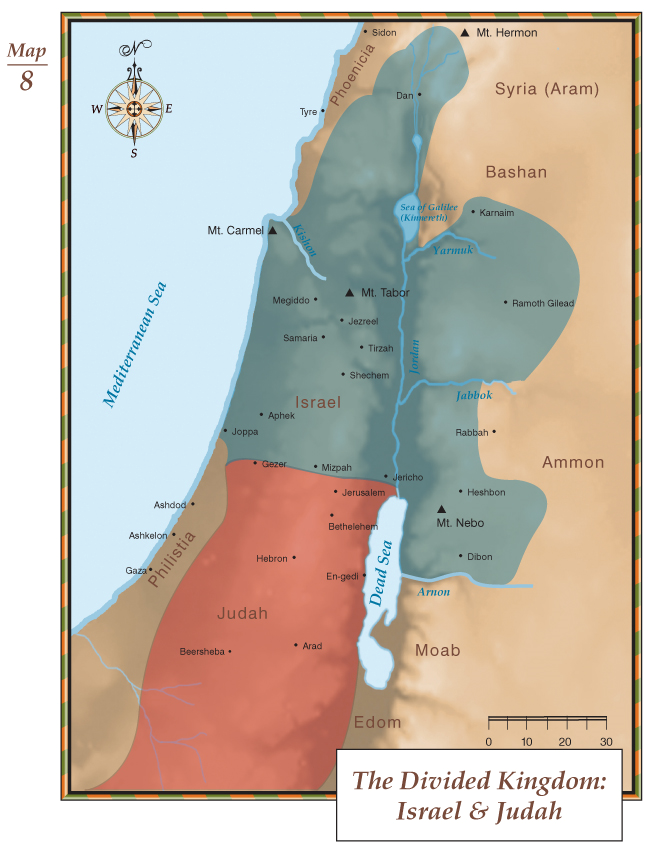 Map
8
N
W
E
S
Sidon
Mt. Hermon
Phoenicia
Syria (Aram)
Dan
Tyre
Bashan
Sea of Galilee
(Kinnereth)
Karnaim
Mt. Carmel
Kishon
Yarmuk
Mediterranean Sea
Megiddo
Mt. Tabor
Ramoth Gilead
Jezreel
Samaria
Tirzah
Jordan
Shechem
Jabbok
Israel
Aphek
Joppa
Rabbah
Gezer
Mizpah
Ammon
Jericho
Jerusalem
Heshbon
Ashdod
Mt. Nebo
Bethelehem
Ashkelon
Philistia
Dead Sea
Hebron
Dibon
Gaza
En-gedi
Arnon
Judah
Beersheba
Arad
Moab
Edom
0 10 20 30
The Divided Kingdom:
Israel & Judah